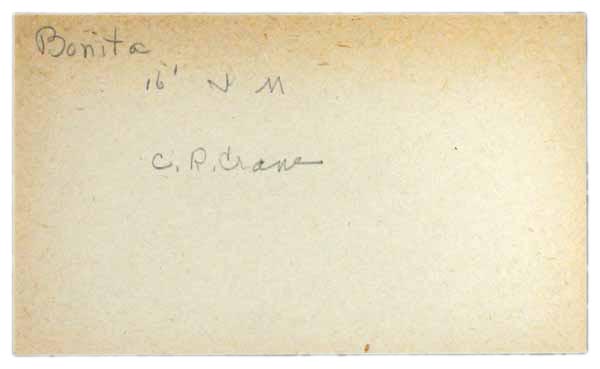 Bonita
16' N M
C. R. Crane